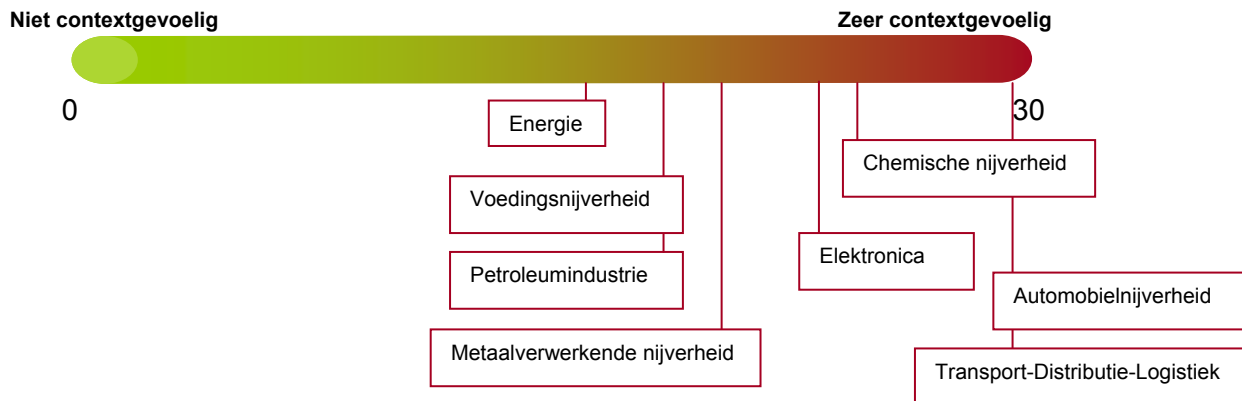 Niet contextgevoelig Zeer contextgevoelig
0 30
Energie
Chemische nijverheid
Voedingsnijverheid
Elektronica
Petroleumindustrie
Automobielnijverheid
Metaalverwerkende nijverheid
Transport-Distributie-Logistiek